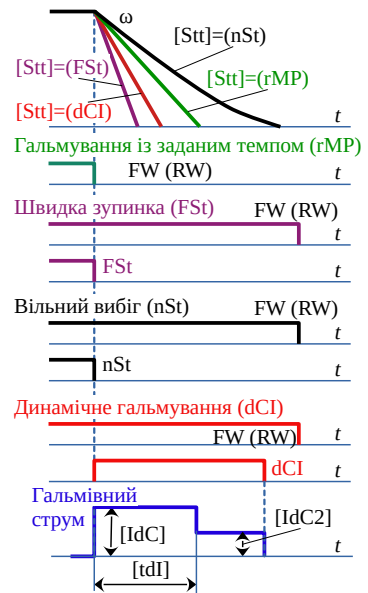 ω
[Stt]=(nSt)
[Stt]=(FSt)
[Stt]=(rMP)
[Stt]=(dCI)
t
Гальмування із заданим темпом (rMP)
FW (RW)
t
Швидка зупинка (FSt)
FW (RW)
t
FSt
t
Вільний вибіг (nSt)
FW (RW)
t
nSt
t
Динамічне гальмування (dCI)
FW (RW)
t
dCI
t
Гальмівний
струм
[IdC2]
[IdC]
t
[tdI]